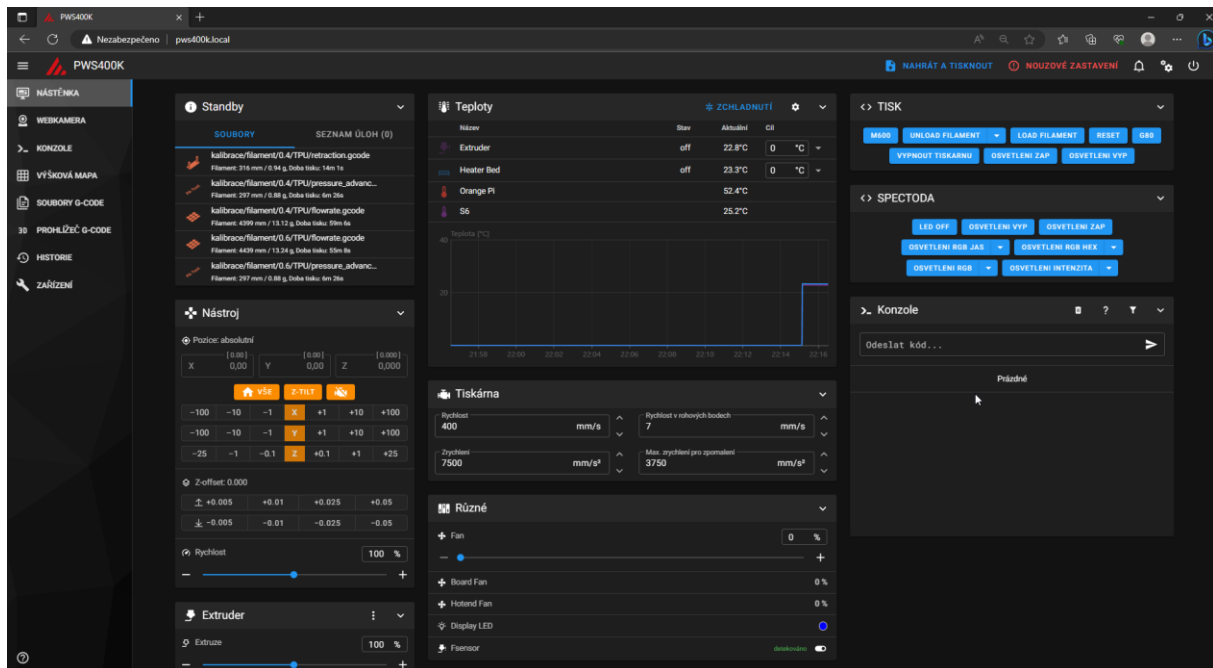 PWS400K
Nezabezpečeno pws400k.local
PWS400K
NAHRÁT A TISKNOUT NOUZOVÉ ZASTAVENÍ
NÁSTĚNKA
WEBKAMERA
KONZOLE
VÝŠKOVÁ MAPA
SOUBORY G-CODE
PROHLÍŽEČ G-CODE
HISTORIE
ZAŘÍZENÍ
Standby
SOUBORY SEZNAM ÚLOH (0)
kalibrace/filament/0.4/TPU/retraction.gcode
Filament: 316 mm / 0.94 g, Doba tisku: 14m 1s
kalibrace/filament/0.4/TPU/pressure_advanc...
Filament: 297 mm / 0.88 g, Doba tisku: 6m 26s
kalibrace/filament/0.4/TPU/flowrate.gcode
Filament: 4399 mm / 13.12 g, Doba tisku: 59m 6s
kalibrace/filament/0.6/TPU/flowrate.gcode
Filament: 4439 mm / 13.24 g, Doba tisku: 55m 8s
kalibrace/filament/0.6/TPU/pressure_advanc...
Filament: 297 mm / 0.88 g, Doba tisku: 6m 26s
Nástroj
Pozice: absolutní
[ 0.00 ] [ 0.00 ] [ 0.000 ]
X 0,00 Y 0,00 Z 0,000
VŠE Z-TILT
−100 −10 −1 X +1 +10 +100
−100 −10 −1 Y +1 +10 +100
−25 −1 −0.1 Z +0.1 +1 +25
Z-offset: 0.000
+0.005 +0.01 +0.025 +0.05
−0.005 −0.01 −0.025 −0.05
Rychlost 100 %
Extruder
Extruze 100 %
Teploty ZCHLADNUTÍ
Název Stav Aktuální Cíl
Extruder off 22.8°C 0 °C
Heater Bed off 23.3°C 0 °C
Orange Pi 52.4°C
S6 25.2°C
Teplota [°C]
40
20
21:58 22:00 22:02 22:04 22:06 22:08 22:10 22:12 22:14 22:16
Tiskárna
Rychlost Rychlost v rohových bodech
400 mm/s 7 mm/s
Zrychlení Max. zrychlení pro zpomalení
7500 mm/s² 3750 mm/s²
Různé
Fan 0 %
Board Fan 0 %
Hotend Fan 0 %
Display LED
Fsensor detekováno
TISK
M600 UNLOAD FILAMENT LOAD FILAMENT RESET G80
VYPNOUT TISKARNU OSVETLENI ZAP OSVETLENI VYP
SPECTODA
LED OFF OSVETLENI VYP OSVETLENI ZAP
OSVETLENI RGB JAS OSVETLENI RGB HEX
OSVETLENI RGB OSVETLENI INTENZITA
Konzole
Odeslat kód...
Prázdné